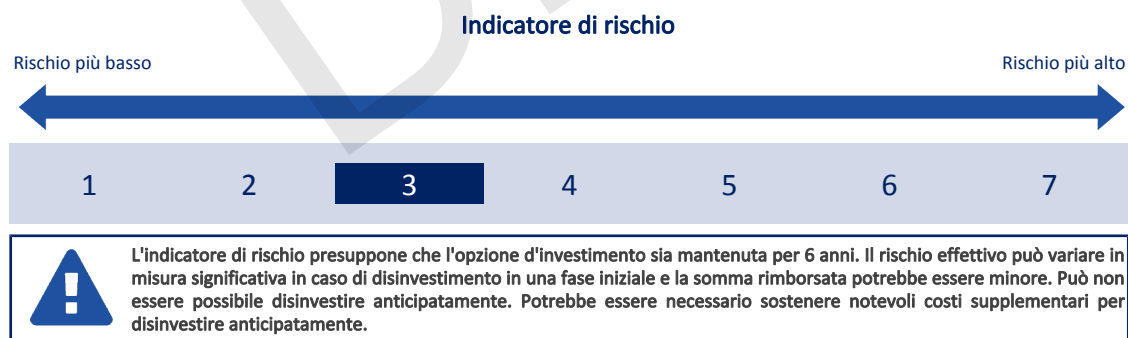 Indicatore di rischio
Rischio più basso
Rischio più alto
1 2 3 4 5 6 7
L'indicatore di rischio presuppone che l'opzione d'investimento sia mantenuta per 6 anni. Il rischio effettivo può variare in
misura significativa in caso di disinvestimento in una fase iniziale e la somma rimborsata potrebbe essere minore. Può non
essere possibile disinvestire anticipatamente. Potrebbe essere necessario sostenere notevoli costi supplementari per
disinvestire anticipatamente.